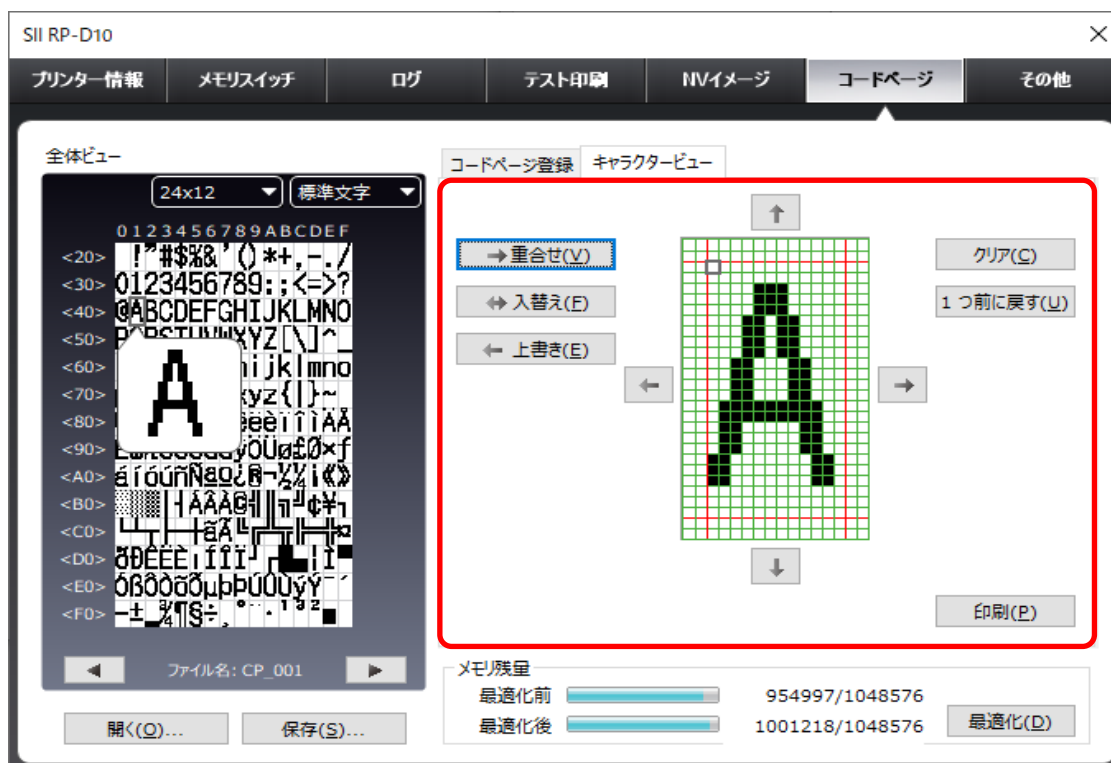 SII RP-D10
プリンター情報 メモリスイッチ ログ テスト印刷 NVイメージ コードページ その他
全体ビュー
24x12 標準文字
0 1 2 3 4 5 6 7 8 9 A B C D E F
<20> !"#$%&'()*+,-./
<30> 0123456789:;<=>?
<40> @ABCDEFGHIJKLMNO
<50>
<60>
<70>
<80>
<90>
<A0>
<B0>
<C0>
<D0>
<E0>
<F0>
A
ファイル名: CP_001
開く(O)... 保存(S)...
コードページ登録 キャラクタービュー
重合せ(V)
入替え(F)
上書き(E)
A
クリア(C)
1 つ前に戻す(U)
印刷(P)
メモリ残量
最適化前 954997/1048576
最適化後 1001218/1048576
最適化(D)